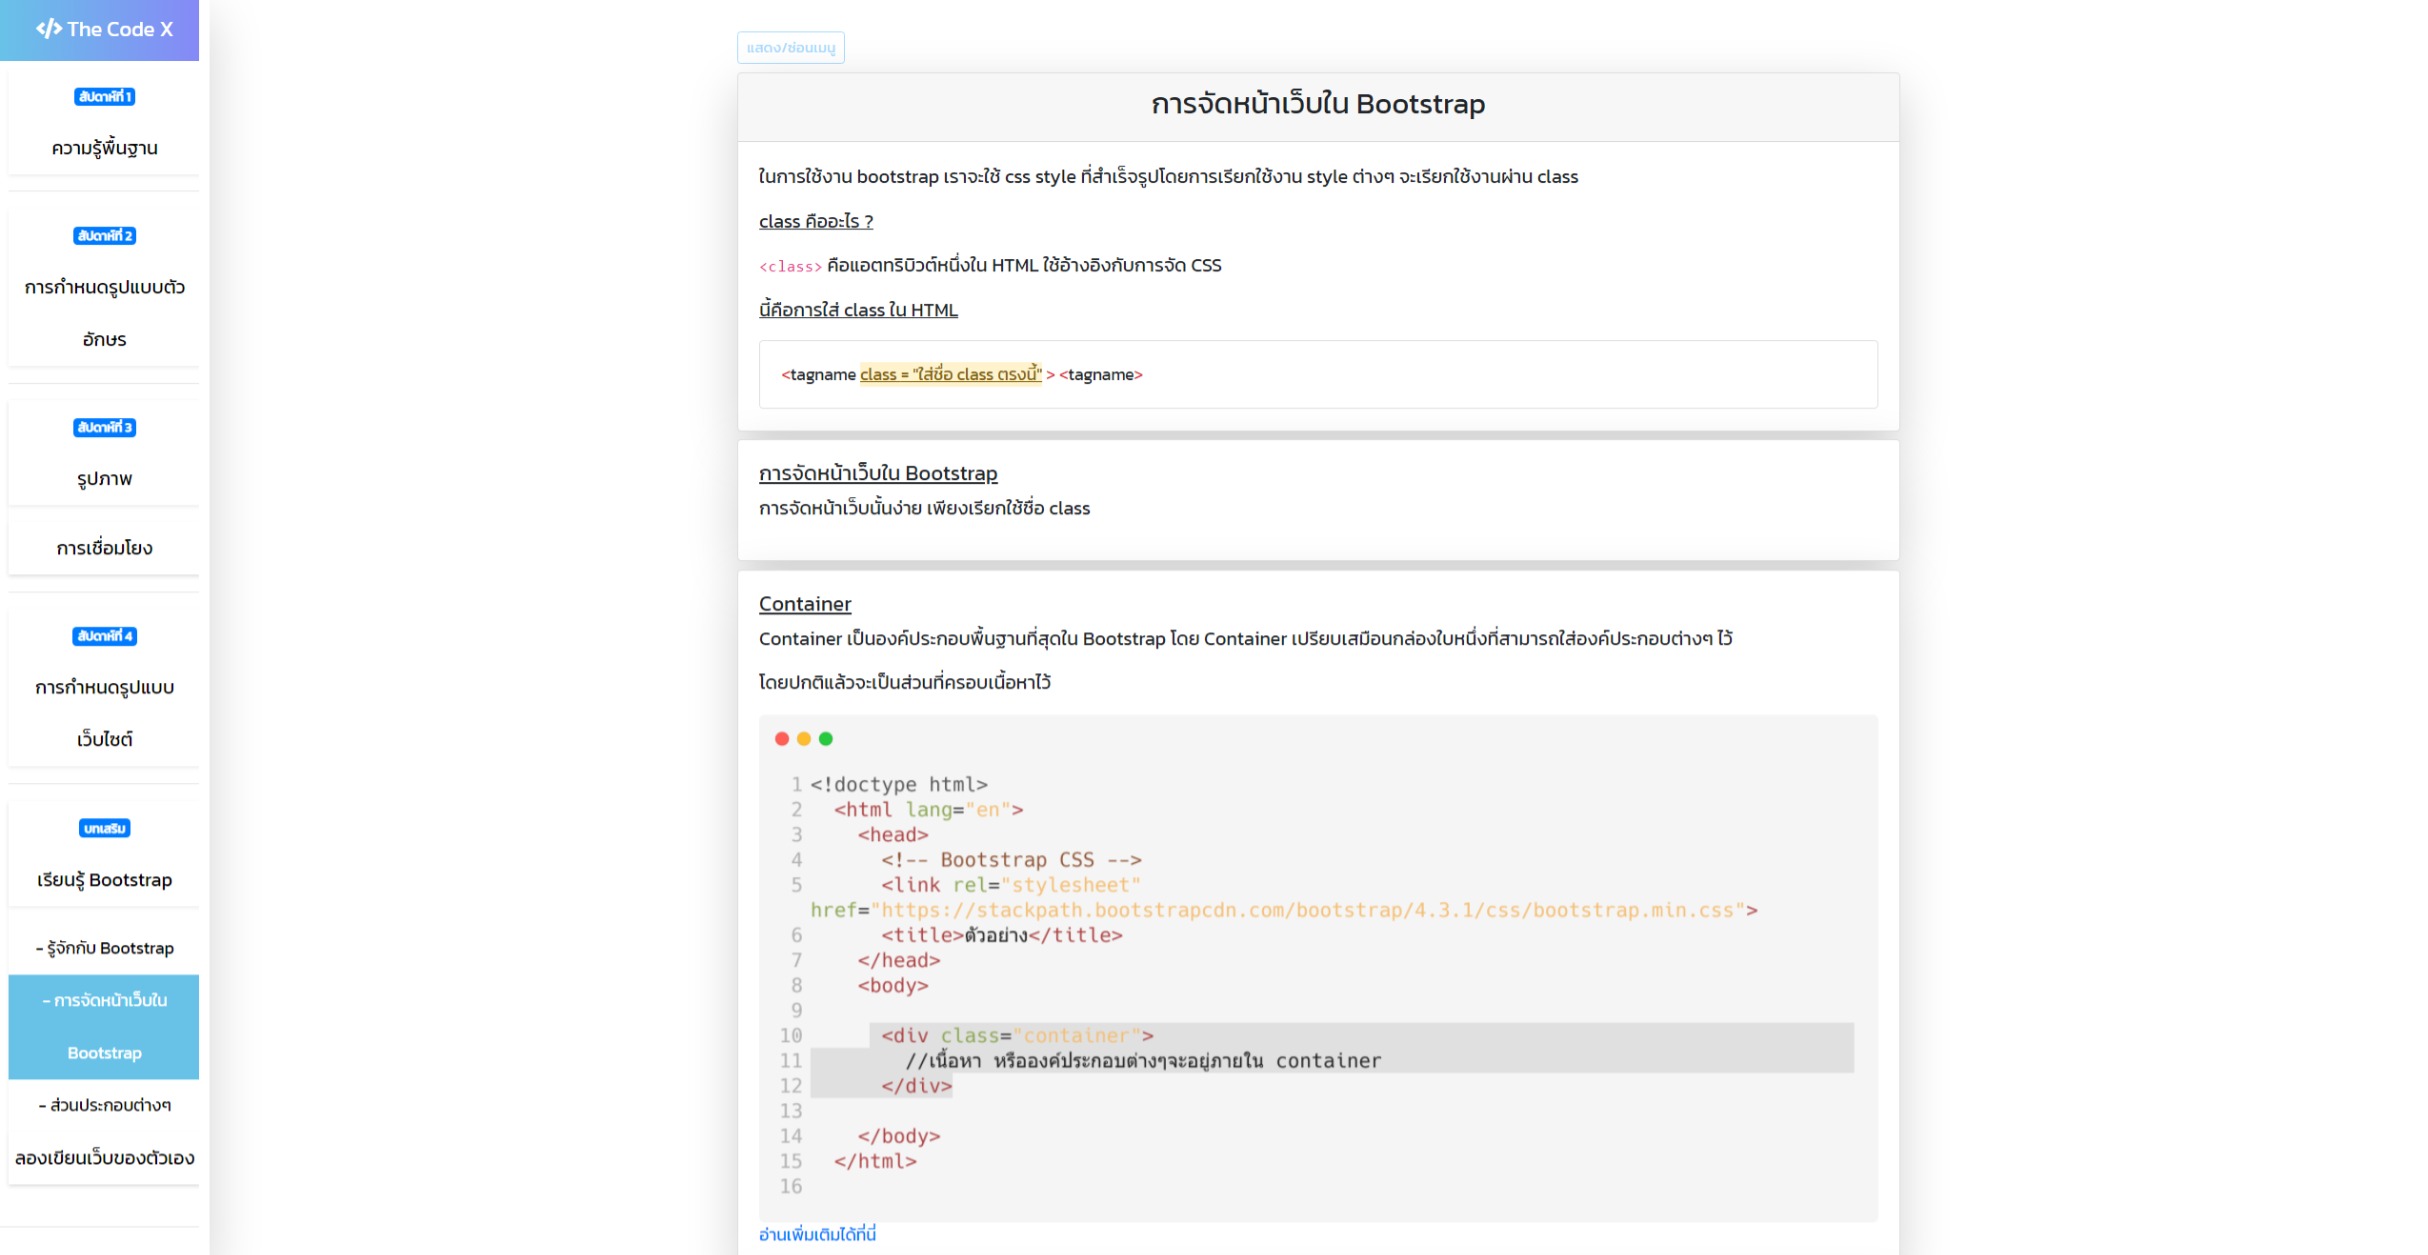 The Code X
สัปดาห์ที่ 1
ความรู้พื้นฐาน
สัปดาห์ที่ 2
การกำหนดรูปแบบตัว
อักษร
สัปดาห์ที่ 3
รูปภาพ
การเชื่อมโยง
สัปดาห์ที่ 4
การกำหนดรูปแบบ
เว็บไซต์
บทเสริม
เรียนรู้ Bootstrap
- รู้จักกับ Bootstrap
- การจัดหน้าเว็บใน
Bootstrap
- ส่วนประกอบต่างๆ
ลองเขียนเว็บของตัวเอง
แสดง/ซ่อนเมนู
การจัดหน้าเว็บใน Bootstrap
ในการใช้งาน bootstrap เราจะใช้ css style ที่สำเร็จรูปโดยการเรียกใช้งาน style ต่างๆ จะเรียกใช้งานผ่าน class
class คืออะไร ?
<class> คือแอตทริบิวต์หนึ่งใน HTML ใช้อ้างอิงกับการจัด CSS
นี้คือการใส่ class ใน HTML
<tagname class = "ใส่ชื่อ class ตรงนี้" > <tagname>
การจัดหน้าเว็บใน Bootstrap
การจัดหน้าเว็บนั้นง่าย เพียงเรียกใช้ชื่อ class
Container
Container เป็นองค์ประกอบพื้นฐานที่สุดใน Bootstrap โดย Container เปรียบเสมือนกล่องใบหนึ่งที่สามารถใส่องค์ประกอบต่างๆ ไว้
โดยปกติแล้วจะเป็นส่วนที่ครอบเนื้อหาไว้
1 <!doctype html>
2 <html lang="en">
3 <head>
4 <!-- Bootstrap CSS -->
5 <link rel="stylesheet"
href="https://stackpath.bootstrapcdn.com/bootstrap/4.3.1/css/bootstrap.min.css">
6 <title>ตัวอย่าง</title>
7 </head>
8 <body>
9
10 <div class="container">
11 //เนื้อหา หรือองค์ประกอบต่างๆจะอยู่ภายใน container
12 </div>
13
14 </body>
15 </html>
16
อ่านเพิ่มเติมได้ที่นี่